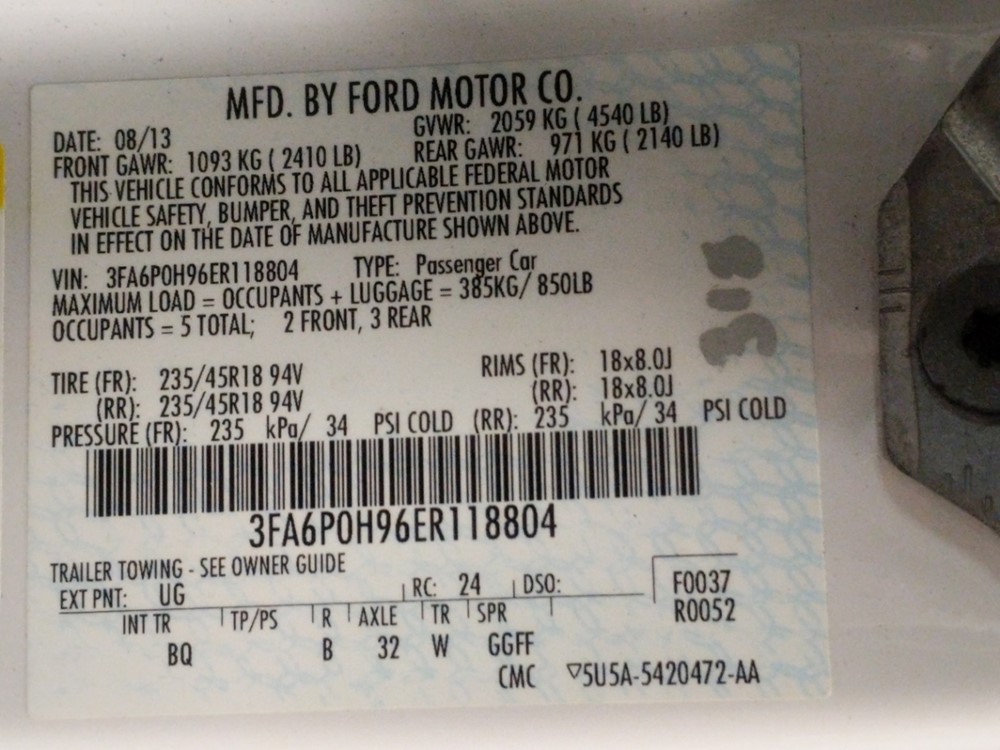 MFD. BY FORD MOTOR CO.
DATE: 08/13 GVWR: 2059 KG ( 4540 LB)
FRONT GAWR: 1093 KG ( 2410 LB) REAR GAWR: 971 KG ( 2140 LB)
THIS VEHICLE CONFORMS TO ALL APPLICABLE FEDERAL MOTOR
VEHICLE SAFETY, BUMPER, AND THEFT PREVENTION STANDARDS
IN EFFECT ON THE DATE OF MANUFACTURE SHOWN ABOVE.
VIN: 3FA6P0H96ER118804 TYPE: Passenger Car
MAXIMUM LOAD = OCCUPANTS + LUGGAGE = 385KG/ 850LB
OCCUPANTS = 5 TOTAL; 2 FRONT, 3 REAR
310
TIRE (FR): 235/45R18 94V RIMS (FR): 18x8.0J
(RR): 235/45R18 94V (RR): 18x8.0J
PRESSURE (FR): 235 kPa/ 34 PSI COLD (RR): 235 kPa/ 34 PSI COLD
3FA6P0H96ER118804
TRAILER TOWING - SEE OWNER GUIDE
EXT PNT: UG RC: 24 DSO: F0037
INT TR TP/PS R AXLE TR SPR R0052
BQ B 32 W GGFF
CMC ▽5U5A-5420472-AA